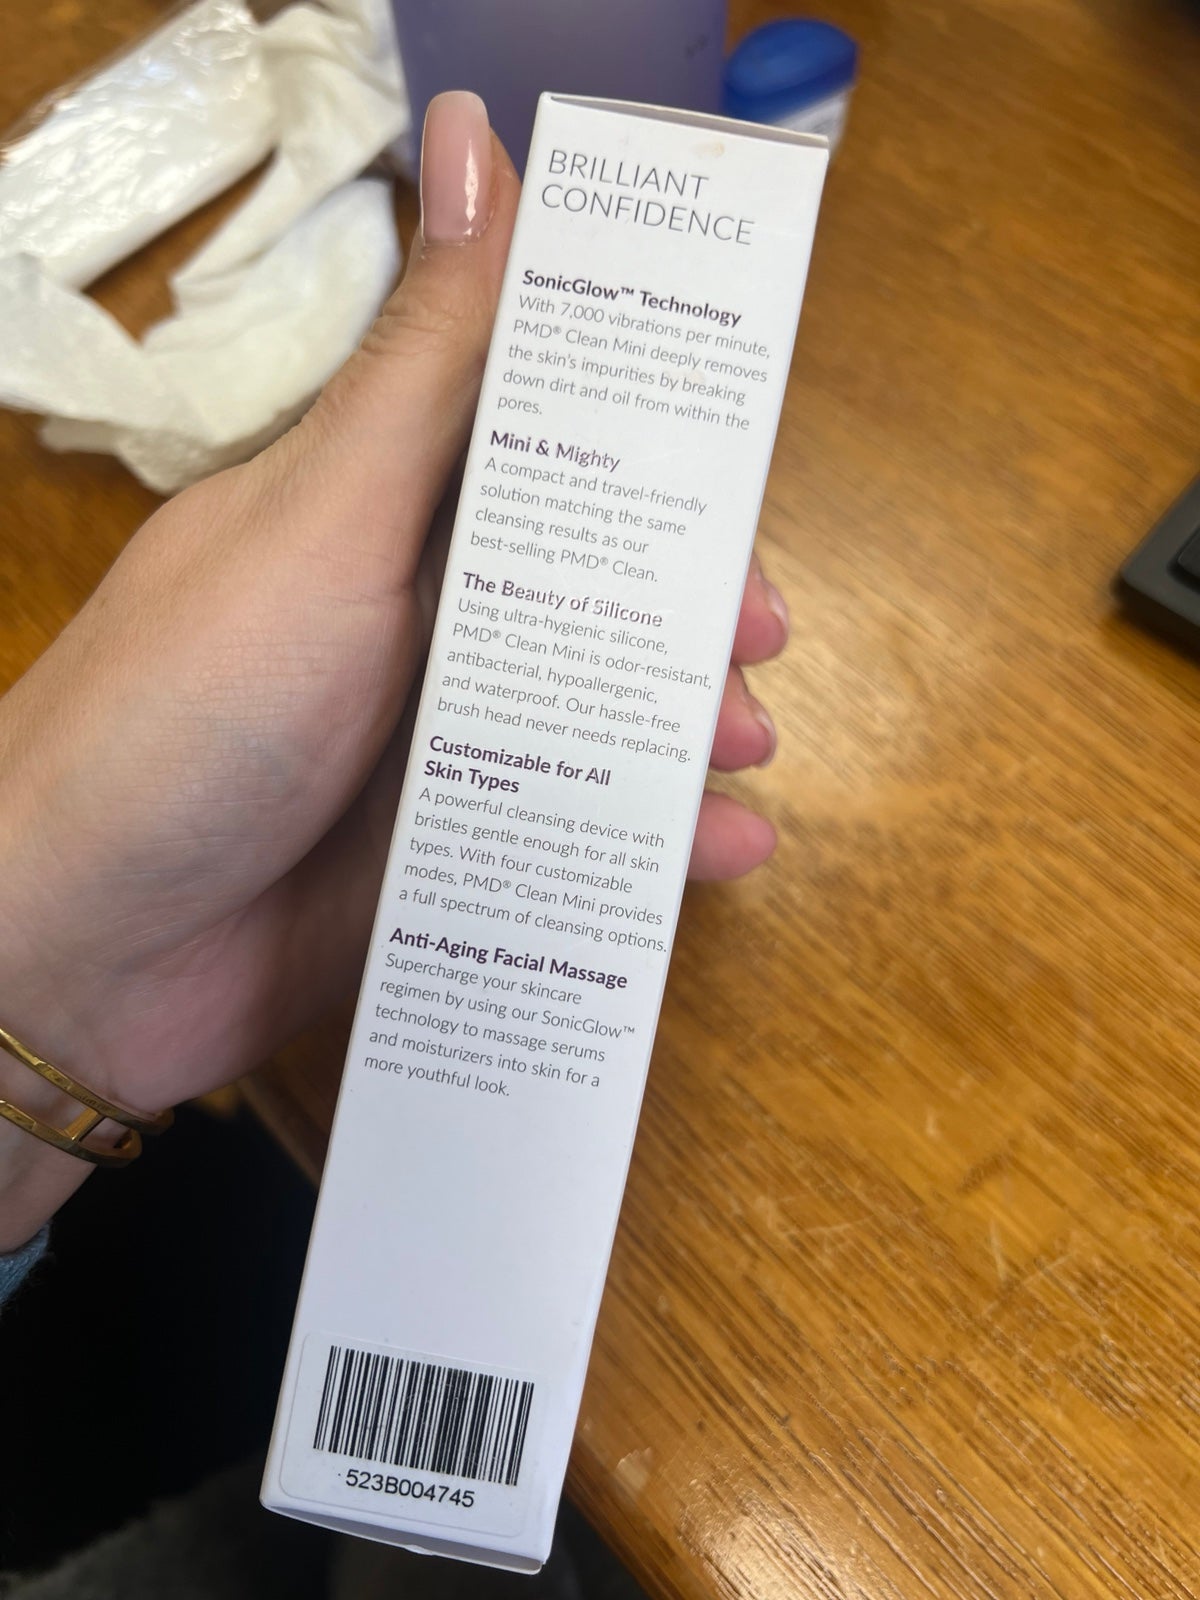 BRILLIANT
CONFIDENCE
SonicGlow™ Technology
With 7,000 vibrations per minute,
PMD® Clean Mini deeply removes
the skin's impurities by breaking
down dirt and oil from within the
pores.
Mini & Mighty
A compact and travel-friendly
solution matching the same
cleansing results as our
best-selling PMD® Clean.
The Beauty of Silicone
Using ultra-hygienic silicone,
PMD® Clean Mini is odor-resistant,
antibacterial, hypoallergenic,
and waterproof. Our hassle-free
brush head never needs replacing.
Customizable for All
Skin Types
A powerful cleansing device with
bristles gentle enough for all skin
types. With four customizable
modes, PMD® Clean Mini provides
a full spectrum of cleansing options.
Anti-Aging Facial Massage
Supercharge your skincare
regimen by using our SonicGlow™
technology to massage serums
and moisturizers into skin for a
more youthful look.
523B004745